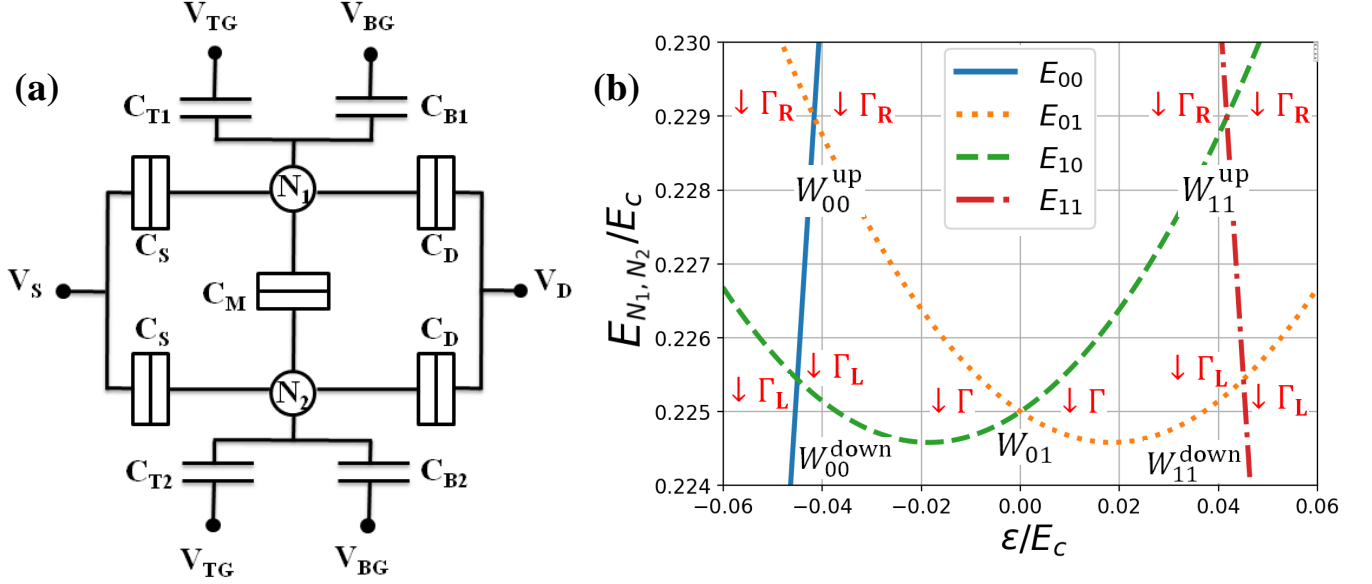 (a)
V_TG V_BG
C_T1 C_B1
N_1
C_S C_D
V_S C_M V_D
C_S C_D
N_2
C_T2 C_B2
V_TG V_BG
(b)
E_{N_1, N_2}/E_c
0.230
0.229
0.228
0.227
0.226
0.225
0.224
E_00
E_01
E_10
E_11
↓ Γ_R ↓ Γ_R ↓ Γ_R ↓ Γ_R
W_00^up W_11^up
↓ Γ_L ↓ Γ_L
↓ Γ_L ↓ Γ ↓ Γ ↓ Γ_L
W_00^down W_01 W_11^down
−0.06 −0.04 −0.02 0.00 0.02 0.04 0.06
ε/E_c